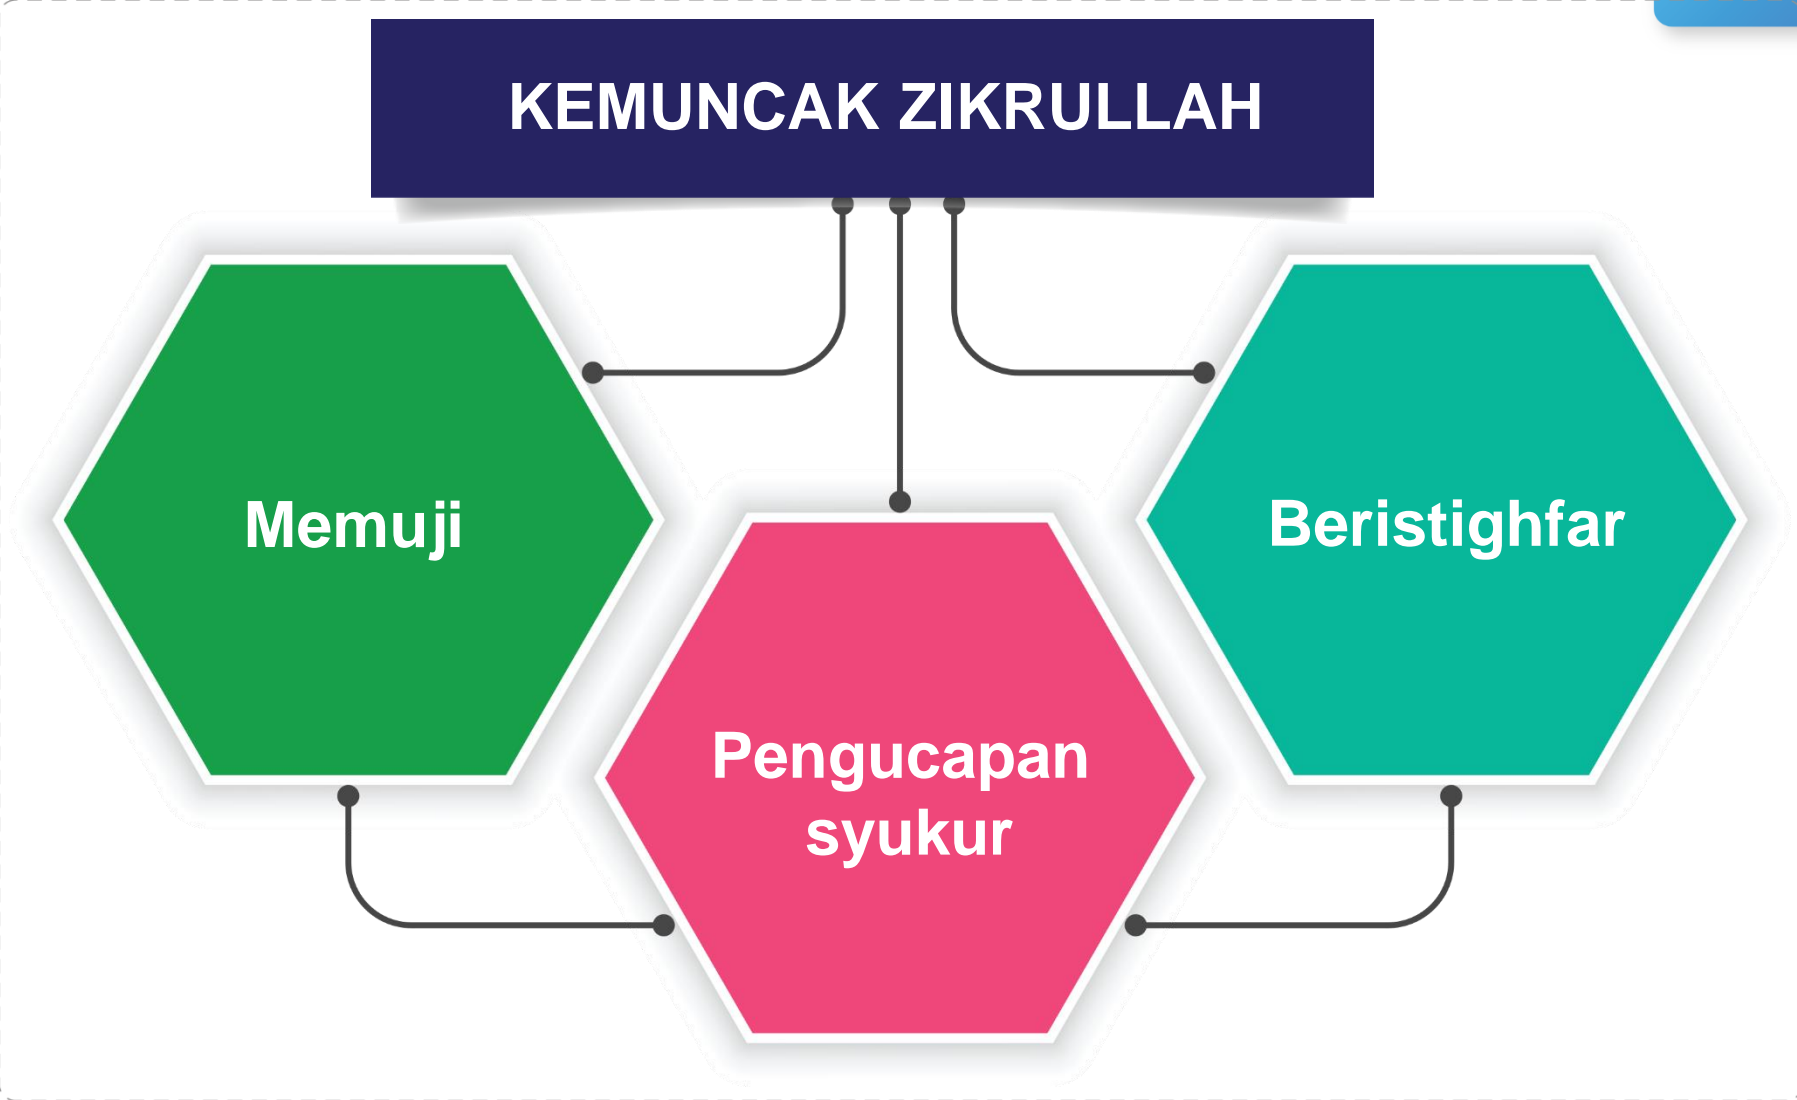 KEMUNCAK ZIKRULLAH
Memuji
Beristighfar
Pengucapan
syukur